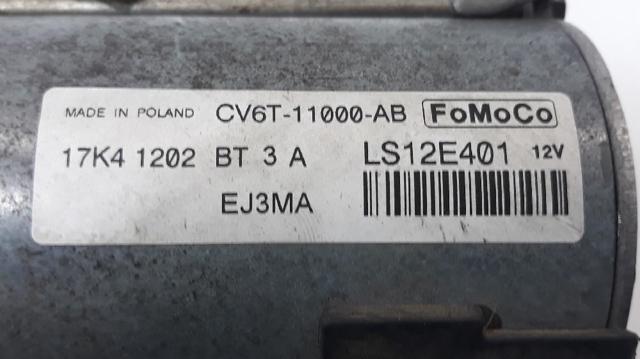 MADE IN POLAND CV6T-11000-AB FoMoCo
17K4 1202 BT 3 A LS12E401 12V
EJ3MA